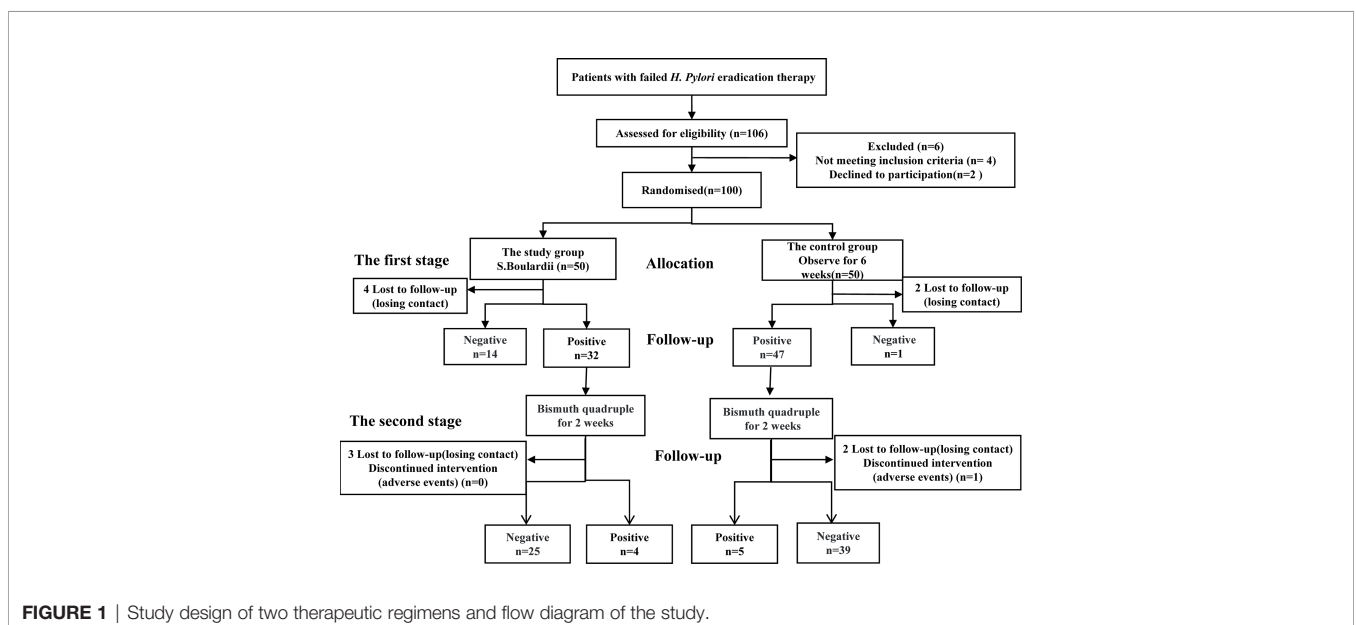 Patients with failed H. Pylori eradication therapy
Assessed for eligibility (n=106)
Excluded (n=6)
Not meeting inclusion criteria (n= 4)
Declined to participation(n=2 )
Randomised(n=100)
The first stage
The study group
S.Boulardii (n=50)
Allocation
The control group
Observe for 6
weeks(n=50)
4 Lost to follow-up
(losing contact)
2 Lost to follow-up
(losing contact)
Negative
n=14
Positive
n=32
Follow-up
Positive
n=47
Negative
n=1
The second stage
Bismuth quadruple
for 2 weeks
Bismuth quadruple
for 2 weeks
3 Lost to follow-up(losing contact)
Discontinued intervention
(adverse events) (n=0)
Follow-up
2 Lost to follow-up(losing contact)
Discontinued intervention
(adverse events) (n=1)
Negative
n=25
Positive
n=4
Positive
n=5
Negative
n=39
FIGURE 1 | Study design of two therapeutic regimens and flow diagram of the study.